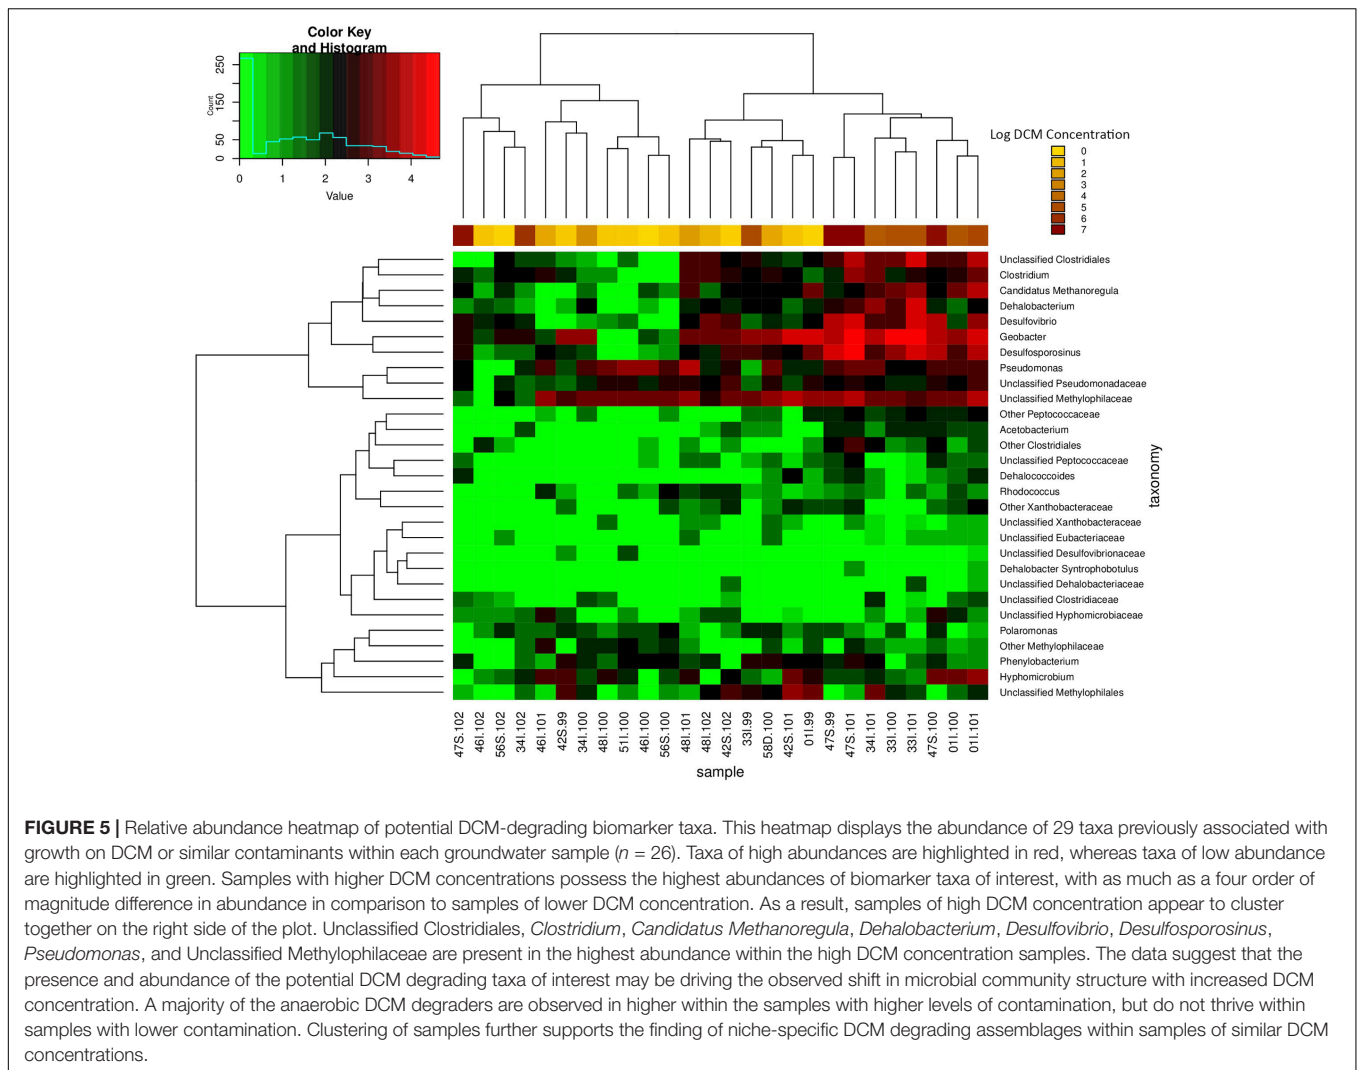 Color Key
and Histogram
Count
0 50 150 250
0 1 2 3 4
Value
Log DCM Concentration
0
1
2
3
4
5
6
7
Unclassified Clostridiales
Clostridium
Candidatus Methanoregula
Dehalobacterium
Desulfovibrio
Geobacter
Desulfosporosinus
Pseudomonas
Unclassified Pseudomonadaceae
Unclassified Methylophilaceae
Other Peptococcaceae
Acetobacterium
Other Clostridiales
Unclassified Peptococcaceae
Dehalococcoides
Rhodococcus
Other Xanthobacteraceae
Unclassified Xanthobacteraceae
Unclassified Eubacteriaceae
Unclassified Desulfovibrionaceae
Dehalobacter Syntrophobotulus
Unclassified Dehalobacteriaceae
Unclassified Clostridiaceae
Unclassified Hyphomicrobiaceae
Polaromonas
Other Methylophilaceae
Phenylobacterium
Hyphomicrobium
Unclassified Methylophilales
taxonomy
47S.102
46I.102
56S.102
34I.102
46I.101
42S.99
34I.100
48I.100
51I.100
46I.100
56S.100
48I.101
48I.102
42S.102
33I.99
58D.100
42S.101
01I.99
47S.99
47S.101
34I.101
33I.100
33I.101
47S.100
01I.100
01I.101
sample
FIGURE 5 | Relative abundance heatmap of potential DCM-degrading biomarker taxa. This heatmap displays the abundance of 29 taxa previously associated with
growth on DCM or similar contaminants within each groundwater sample (n = 26). Taxa of high abundances are highlighted in red, whereas taxa of low abundance
are highlighted in green. Samples with higher DCM concentrations possess the highest abundances of biomarker taxa of interest, with as much as a four order of
magnitude difference in abundance in comparison to samples of lower DCM concentration. As a result, samples of high DCM concentration appear to cluster
together on the right side of the plot. Unclassified Clostridiales, Clostridium, Candidatus Methanoregula, Dehalobacterium, Desulfovibrio, Desulfosporosinus,
Pseudomonas, and Unclassified Methylophilaceae are present in the highest abundance within the high DCM concentration samples. The data suggest that the
presence and abundance of the potential DCM degrading taxa of interest may be driving the observed shift in microbial community structure with increased DCM
concentration. A majority of the anaerobic DCM degraders are observed in higher within the samples with higher levels of contamination, but do not thrive within
samples with lower contamination. Clustering of samples further supports the finding of niche-specific DCM degrading assemblages within samples of similar DCM
concentrations.